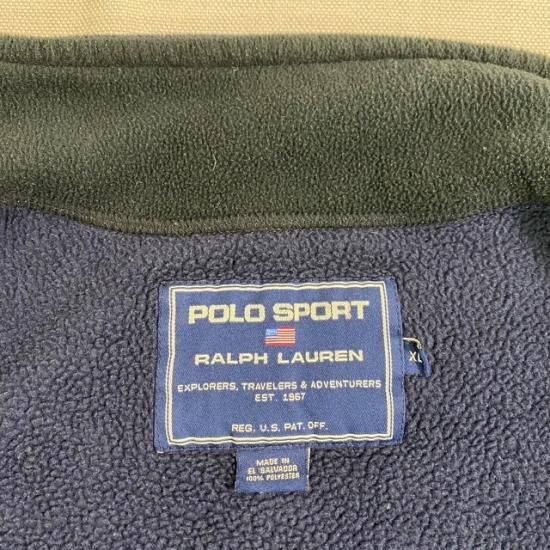 POLO SPORT
RALPH LAUREN
XL
EXPLORERS, TRAVELERS & ADVENTURERS
EST. 1967
REG. U.S. PAT. OFF.
MADE IN
EL SALVADOR
100% POLYESTER